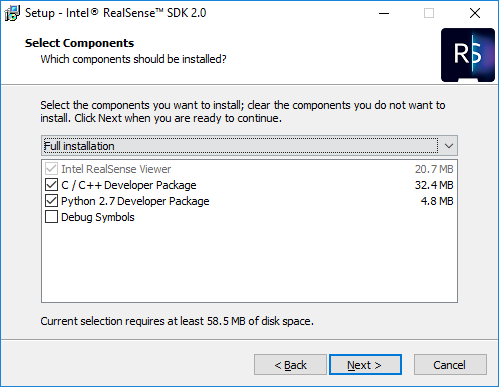 Setup - Intel® RealSense™ SDK 2.0
Select Components
Which components should be installed?
RS
Select the components you want to install; clear the components you do not want to
install. Click Next when you are ready to continue.
Full installation
Intel RealSense Viewer 20.7 MB
C / C++ Developer Package 32.4 MB
Python 2.7 Developer Package 4.8 MB
Debug Symbols
Current selection requires at least 58.5 MB of disk space.
< Back Next > Cancel